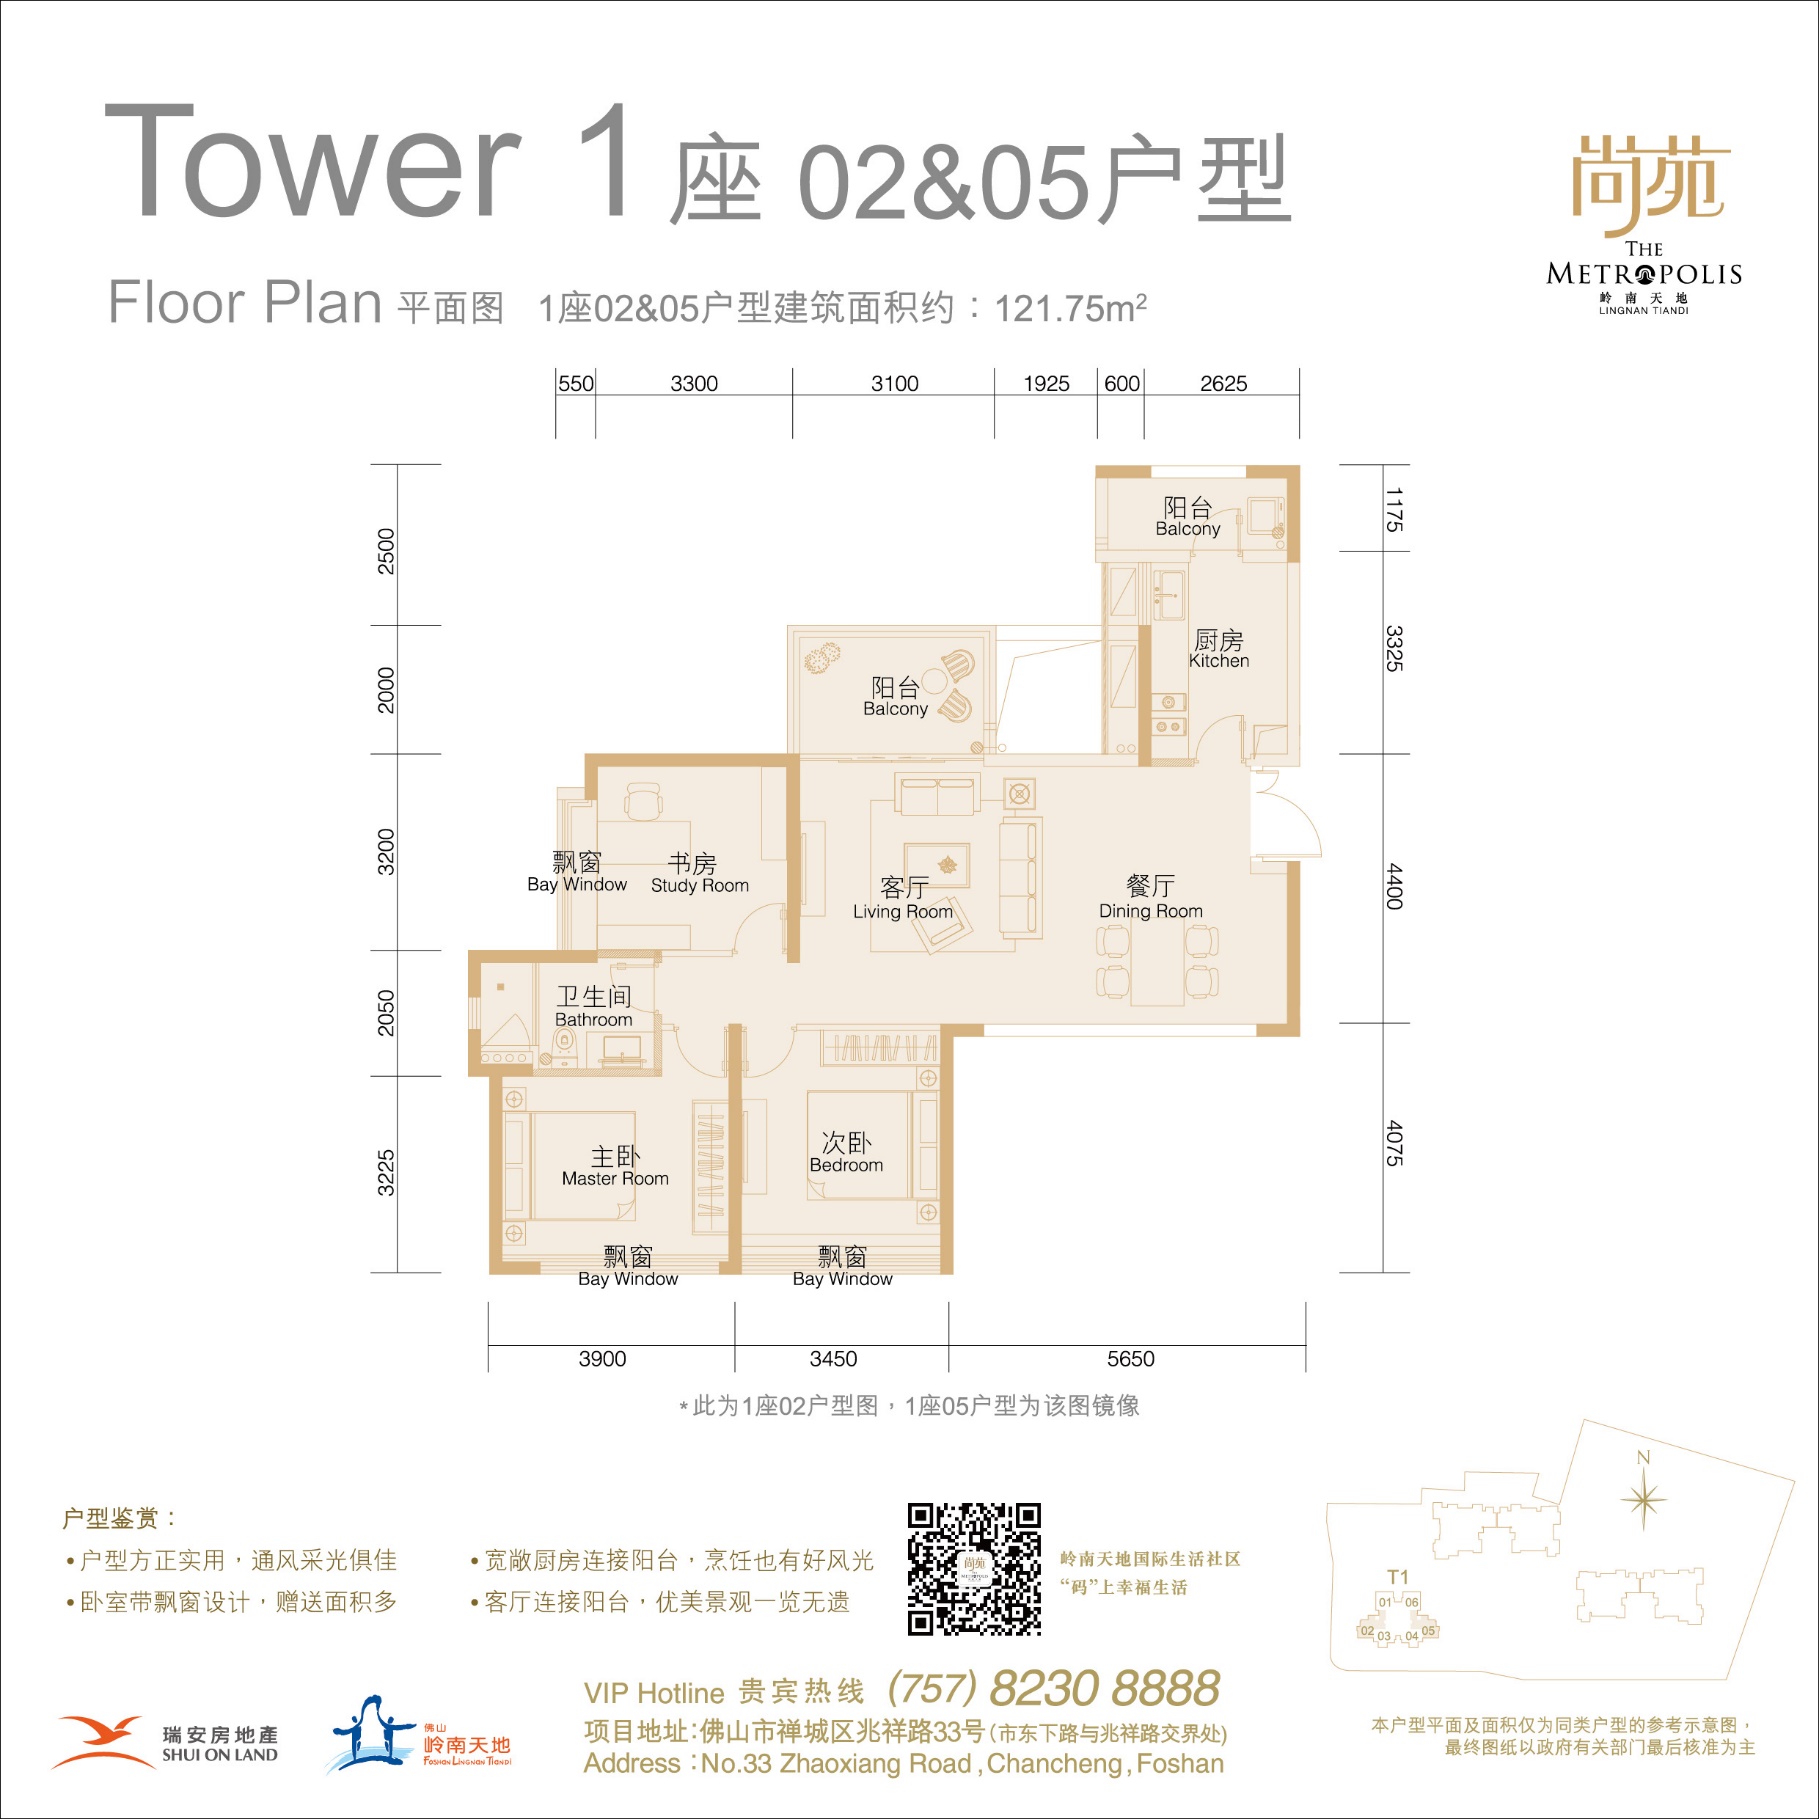 Tower 1座 02&05户型
Floor Plan 平面图 1座02&05户型建筑面积约：121.75m²
尚苑
THE
METROPOLIS
岭南天地
LINGNAN TIANDI
550 3300 3100 1925 600 2625
2500
2000
3200
2050
3225
1175
3325
4400
4075
阳台
Balcony
厨房
Kitchen
阳台
Balcony
飘窗
Bay Window
书房
Study Room
客厅
Living Room
餐厅
Dining Room
卫生间
Bathroom
主卧
Master Room
次卧
Bedroom
飘窗
Bay Window
飘窗
Bay Window
3900 3450 5650
*此为1座02户型图，1座05户型为该图镜像
户型鉴赏：
•户型方正实用，通风采光俱佳
•卧室带飘窗设计，赠送面积多
•宽敞厨房连接阳台，烹饪也有好风光
•客厅连接阳台，优美景观一览无遗
尚苑
THE
METROPOLIS
岭南天地国际生活社区
“码”上幸福生活
N
T1
01 06
02 03 04 05
瑞安房地產
SHUI ON LAND
佛山
岭南天地
FOSHAN LINGNAN TIANDI
VIP Hotline 贵宾热线 (757) 8230 8888
项目地址:佛山市禅城区兆祥路33号(市东下路与兆祥路交界处)
Address：No.33 Zhaoxiang Road, Chancheng, Foshan
本户型平面及面积仅为同类户型的参考示意图，
最终图纸以政府有关部门最后核准为主